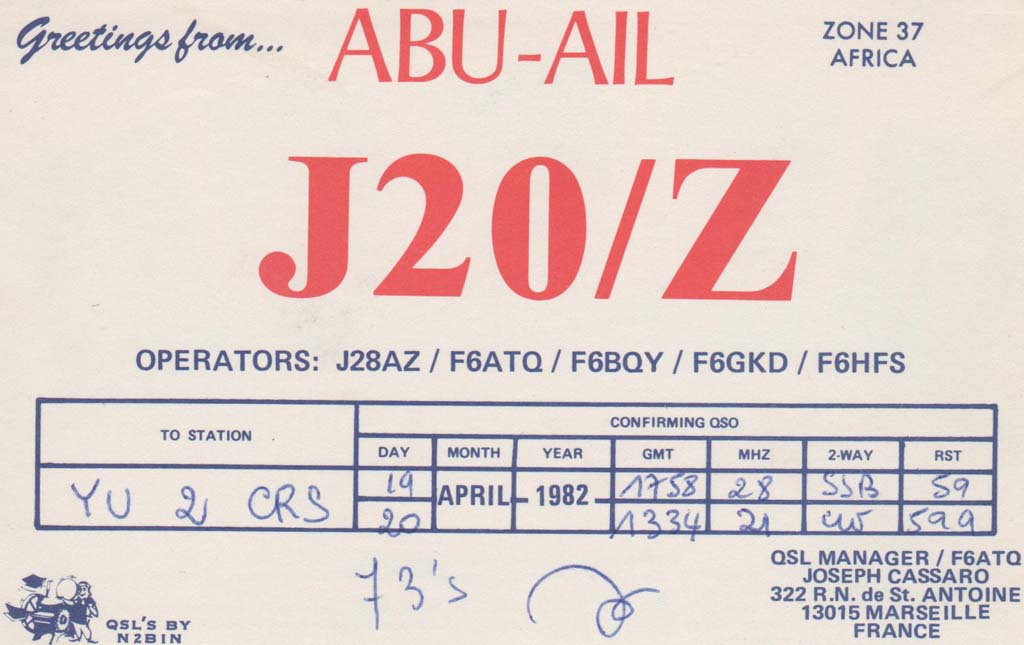 Greetings from...
ABU-AIL
ZONE 37
AFRICA
J20/Z
OPERATORS: J28AZ / F6ATQ / F6BQY / F6GKD / F6HFS
TO STATION
CONFIRMING QSO
DAY MONTH YEAR GMT MHZ 2-WAY RST
YU 2 CRS
19 APRIL 1982 1758 28 SSB 59
20 1334 21 CW 599
73's
QSL MANAGER / F6ATQ
JOSEPH CASSARO
322 R.N. de St. ANTOINE
13015 MARSEILLE
FRANCE
QSL'S BY
N2BIN